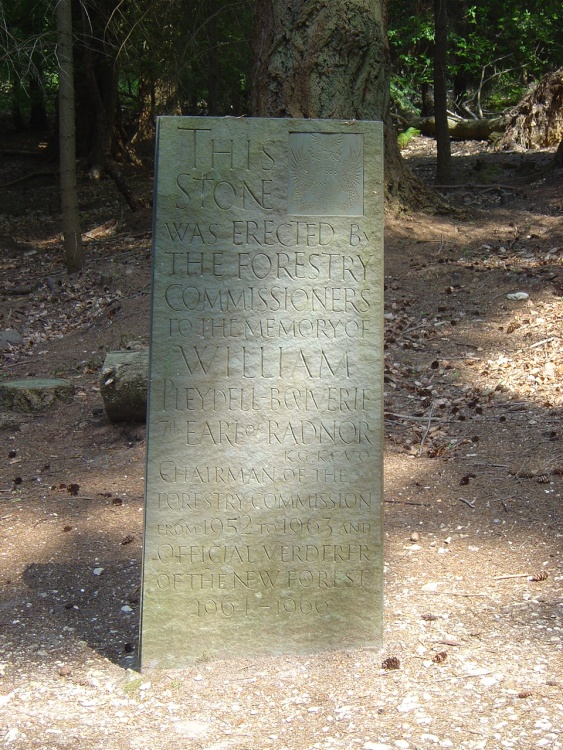 THIS
STONE
WAS ERECTED BY
THE FORESTRY
COMMISSIONERS
TO THE MEMORY OF
WILLIAM
PLEYDELL-BOUVERIE
7TH EARL OF RADNOR
K.G. K.C.V.O.
CHAIRMAN OF THE
FORESTRY COMMISSION
FROM 1952 TO 1963 AND
OFFICIAL VERDERER
OF THE NEW FOREST
1964-1966